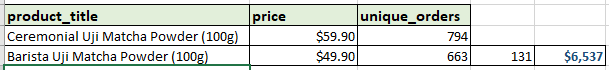 product_title price unique_orders
Ceremonial Uji Matcha Powder (100g) $59.90 794
Barista Uji Matcha Powder (100g) $49.90 663 131 $6,537